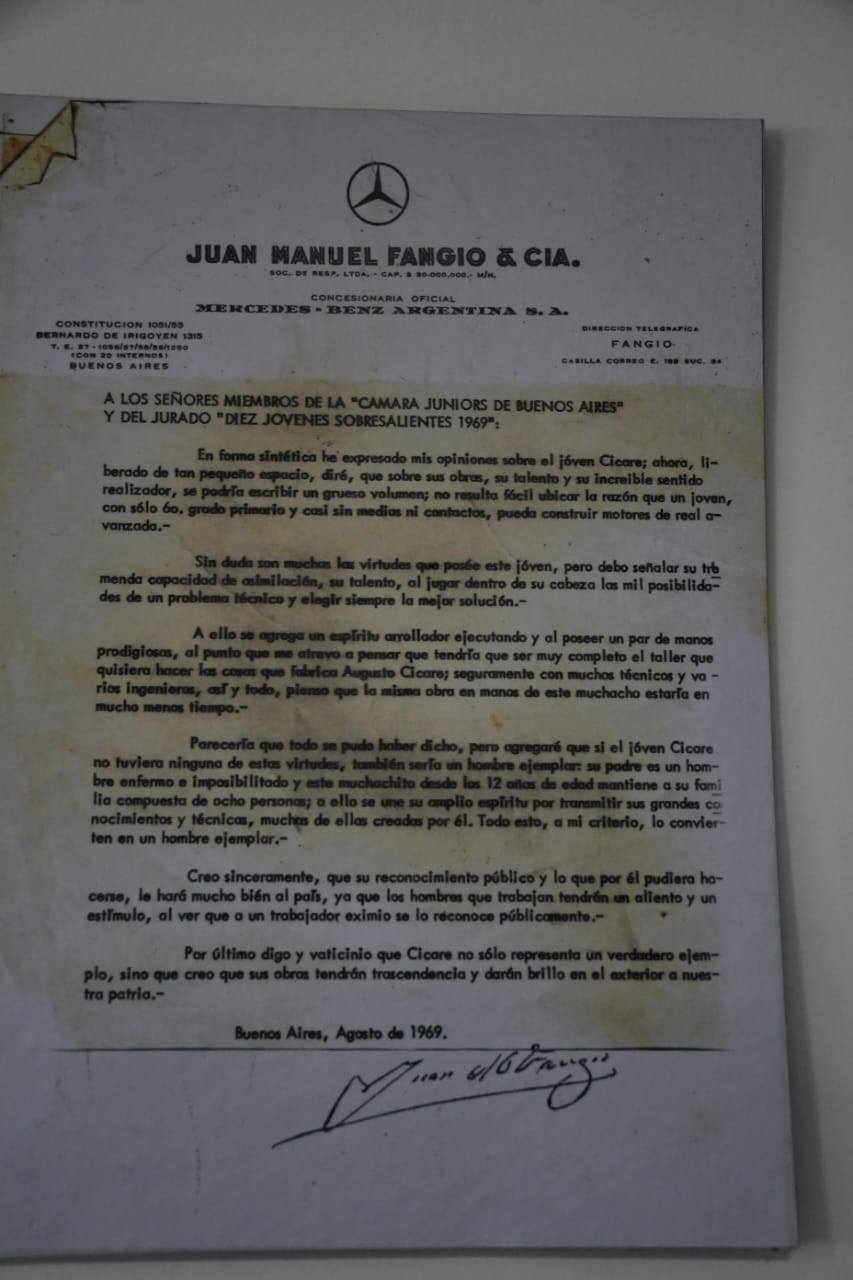 JUAN MANUEL FANGIO & CIA.
SOC. DE RESP. LTDA. - CAP. $ 30.000.000.- M/N.
CONCESIONARIA OFICIAL
MERCEDES - BENZ ARGENTINA S. A.
CONSTITUCION 1051/55
BERNARDO DE IRIGOYEN 1315
T. E. 27 -
(CON 20 INTERNOS)
BUENOS AIRES
DIRECCION TELEGRAFICA
FANGIO
CASILLA CORREO E. 189 SUC. 24
A LOS SEÑORES MIEMBROS DE LA "CAMARA JUNIORS DE BUENOS AIRES"
Y DEL JURADO "DIEZ JOVENES SOBRESALIENTES 1969":
En forma sintética he expresado mis opiniones sobre el jóven Cicare; ahora, li-
berado de tan pequeño espacio, diré, que sobre sus obras, su talento y su increible sentido
realizador, se podría escribir un grueso volumen; no resulta fácil ubicar la razón que un joven,
con sólo 6o. grado primario y casi sin medios ni contactos, pueda construir motores de real a-
vanzada.-
Sin duda son muchas las virtudes que posée este jóven, pero debo señalar su tre
menda capacidad de asimilación, su talento, al jugar dentro de su cabeza las mil posibilida-
des de un problema técnico y elegir siempre la mejor solución.-
A ello se agrega un espíritu arrollador ejecutando y al poseer un par de manos
prodigiosas, al punto que me atrevo a pensar que tendría que ser muy completo el taller que
quisiera hacer las cosas que fabrica Augusto Cicare; seguramente con muchos técnicos y va -
rios ingenieros, así y todo, pienso que la misma obra en manos de este muchacho estaría en
mucho menos tiempo.-
Parecería que todo se pudo haber dicho, pero agregaré que si el jóven Cicare
no tuviera ninguna de estas virtudes, también sería un hombre ejemplar: su padre es un hom-
bre enfermo e imposibilitado y este muchachito desde los 12 años de edad mantiene a su fami
lia compuesta de ocho personas; a ello se une su amplio espíritu por transmitir sus grandes co
nocimientos y técnicas, muchas de ellas creadas por él. Todo esto, a mi criterio, lo convier-
ten en un hombre ejemplar.-
Creo sinceramente, que su reconocimiento público y lo que por él pudiera ha-
cerse, le hará mucho bién al país, ya que los hombres que trabajan tendrán un aliento y un
estímulo, al ver que a un trabajador eximio se lo reconoce públicamente.-
Por último digo y vaticinio que Cicare no sólo representa un verdadero ejem-
plo, sino que creo que sus obras tendrán trascendencia y darán brillo en el exterior a nues-
tra patria.-
Buenos Aires, Agosto de 1969.
Juan M Fangio